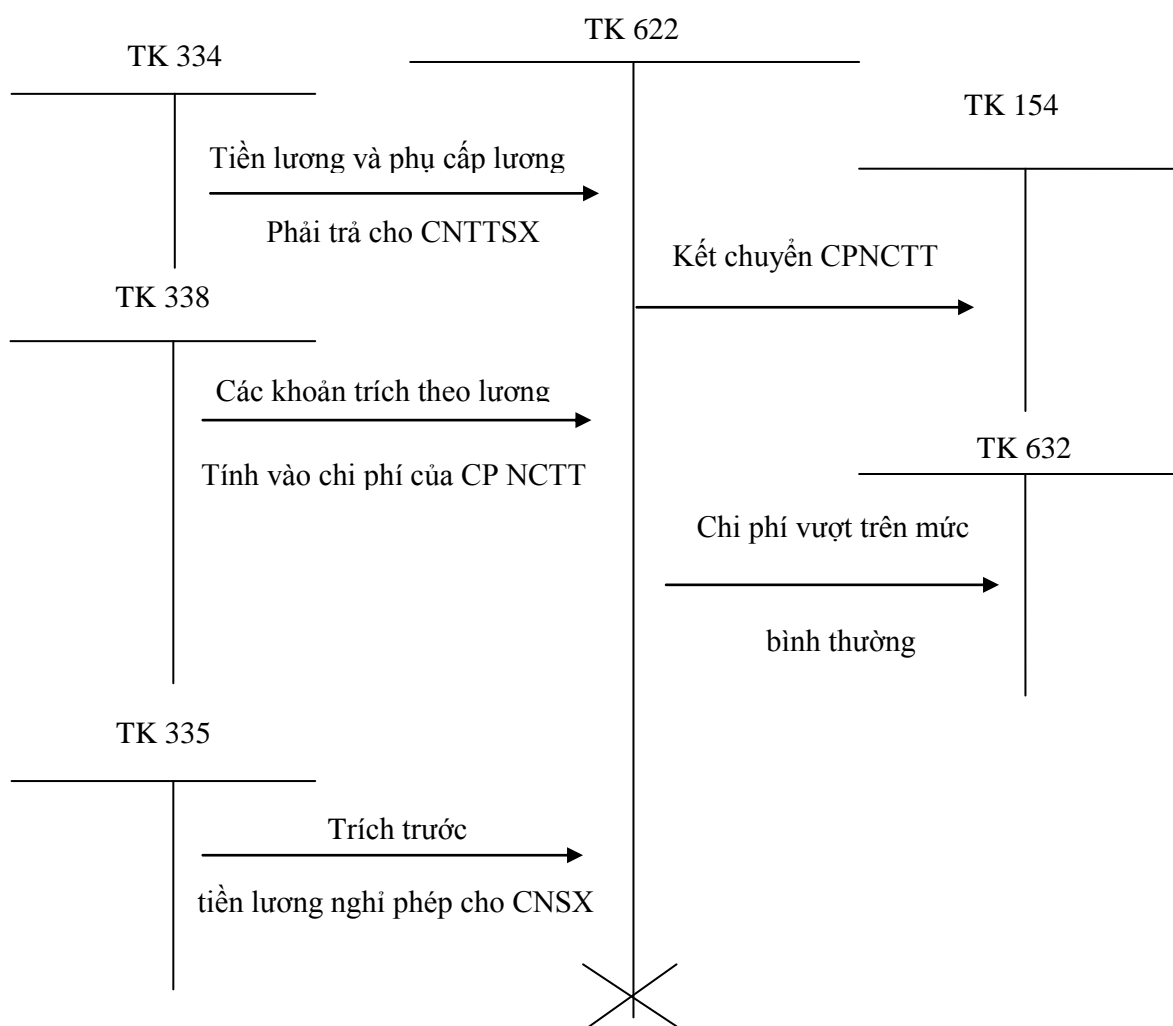 TK 622
TK 334
TK 154
Tiền lương và phụ cấp lương
Phải trả cho CNTTSX
Kết chuyển CPNCTT
TK 338
Các khoản trích theo lương
Tính vào chi phí của CP NCTT
TK 632
Chi phí vượt trên mức
bình thường
TK 335
Trích trước
tiền lương nghỉ phép cho CNSX